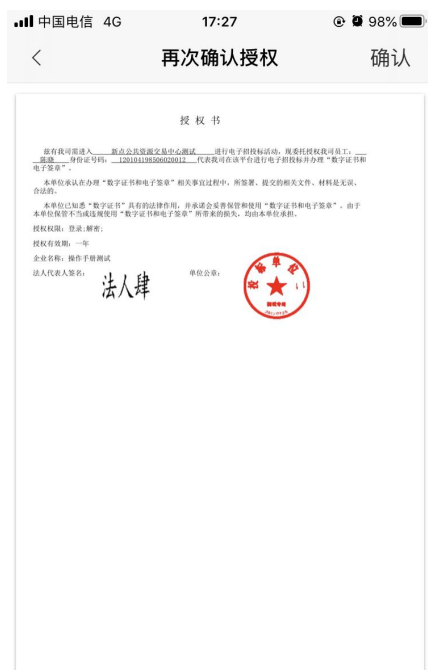 中国电信 4G 17:27 98%
再次确认授权 确认
授 权 书
兹有我司需进入 新点公共资源交易中心测试 进行电子招投标活动,现委托授权我司员工:
陈晓 身份证号码: 120104198506020012 代表我司在该平台进行电子招投标并办理“数字证书和
电子签章”。
本单位承认在办理“数字证书和电子签章”相关事宜过程中,所签署、提交的相关文件、材料是无误、
合法的。
本单位已知悉“数字证书”具有的法律作用,并承诺会妥善保管和使用“数字证书和电子签章”。由于
本单位保管不当或违规使用“数字证书和电子签章”所带来的损失,均由本单位承担。
授权权限: 登录;解密;
授权有效期: 一年
企业名称: 操作手册测试
法人代表人签名: 法人肆 单位公章:
单位
测试专用